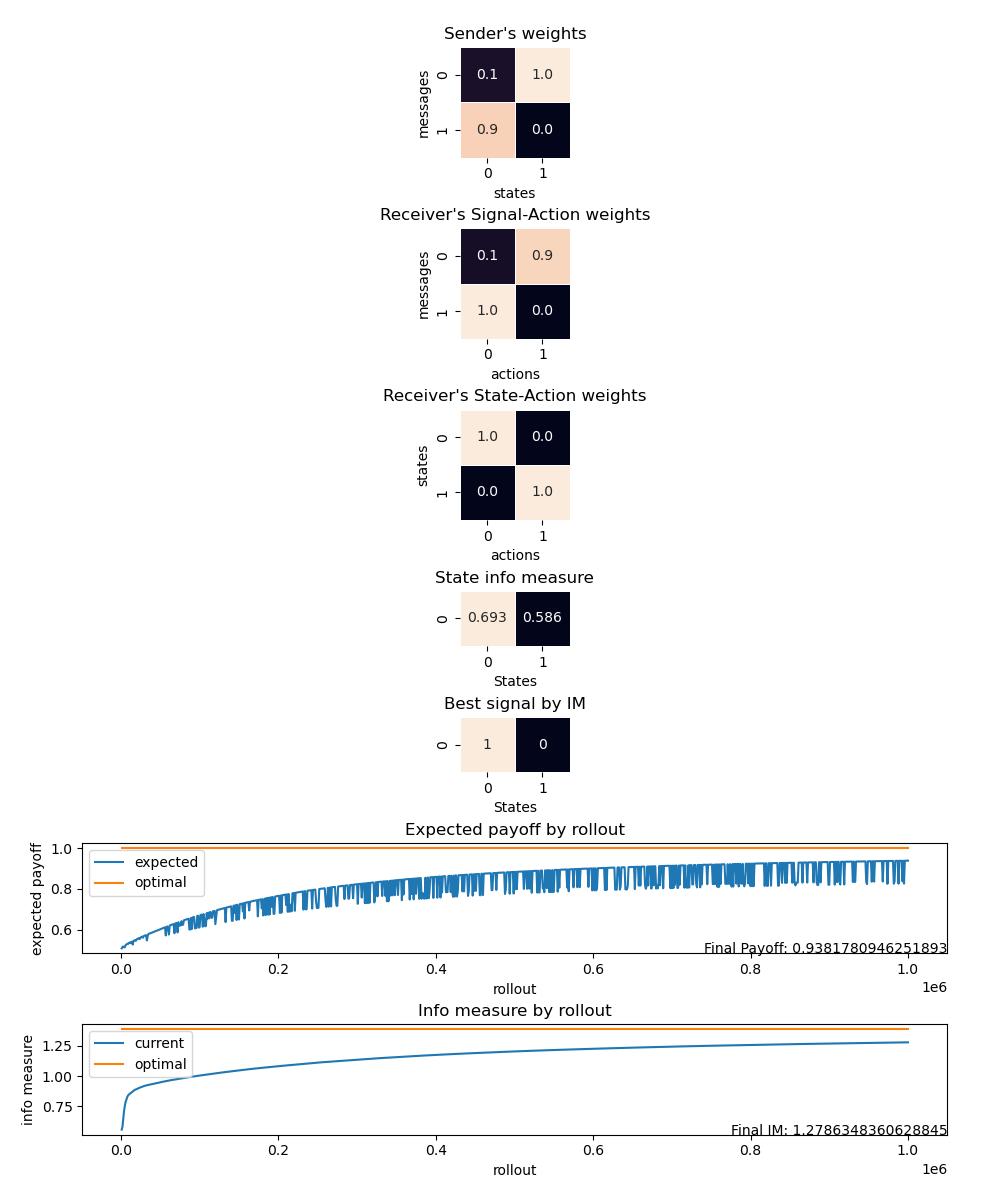 Sender's weights
messages
0
0.1 1.0
1
0.9 0.0
0 1
states
Receiver's Signal-Action weights
messages
0
0.1 0.9
1
1.0 0.0
0 1
actions
Receiver's State-Action weights
states
0
1.0 0.0
1
0.0 1.0
0 1
actions
State info measure
0
0.693 0.586
0 1
States
Best signal by IM
0
1 0
0 1
States
Expected payoff by rollout
expected payoff
1.0
0.8
0.6
expected
optimal
Final Payoff: 0.9381780946251893
0.0 0.2 0.4 0.6 0.8 1.0
1e6
rollout
Info measure by rollout
info measure
1.25
1.00
0.75
current
optimal
Final IM: 1.2786348360628845
0.0 0.2 0.4 0.6 0.8 1.0
1e6
rollout